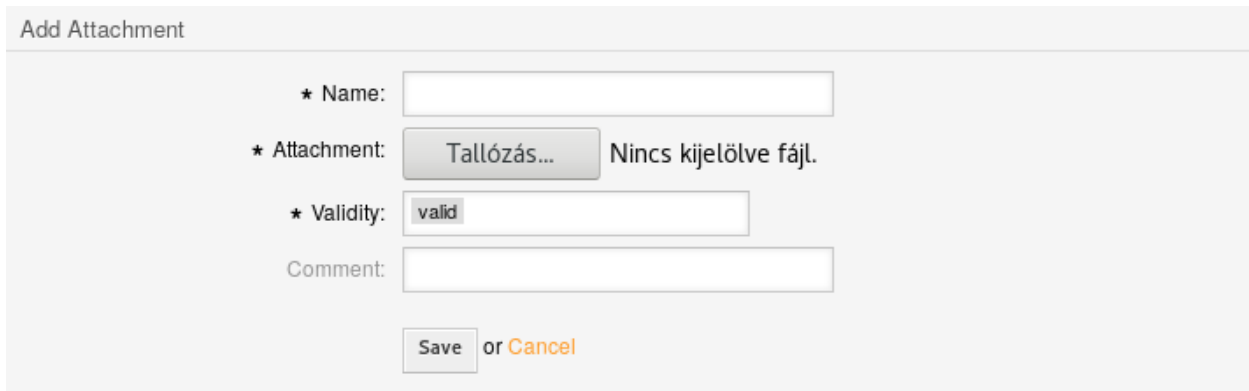 Add Attachment
★ Name:
★ Attachment: Tallózás... Nincs kijelölve fájl.
★ Validity: valid
Comment:
Save or Cancel